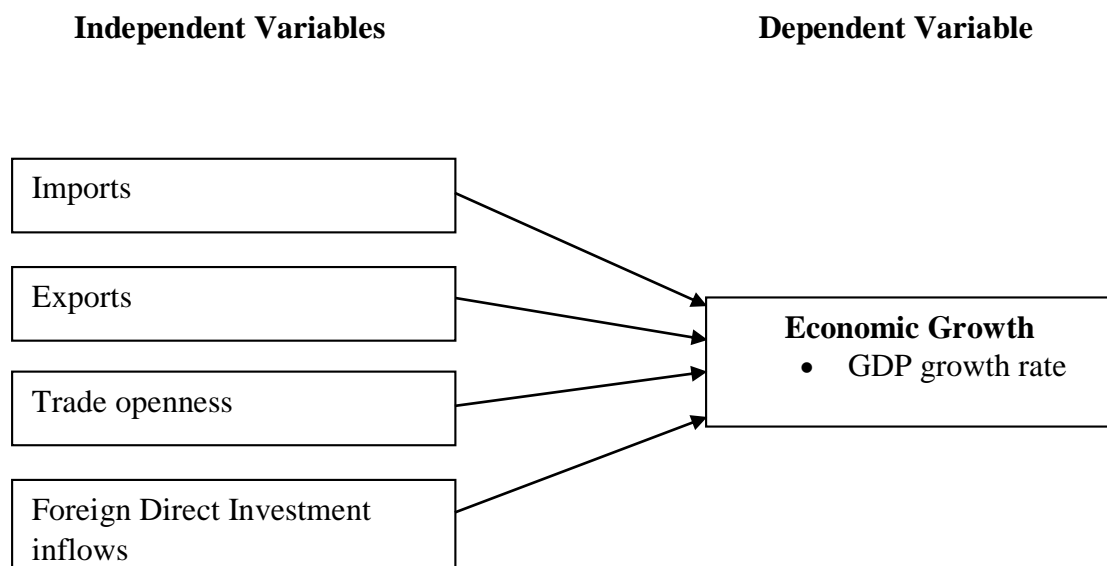 Independent Variables
Dependent Variable
Imports
Exports
Trade openness
Foreign Direct Investment
inflows
Economic Growth
• GDP growth rate